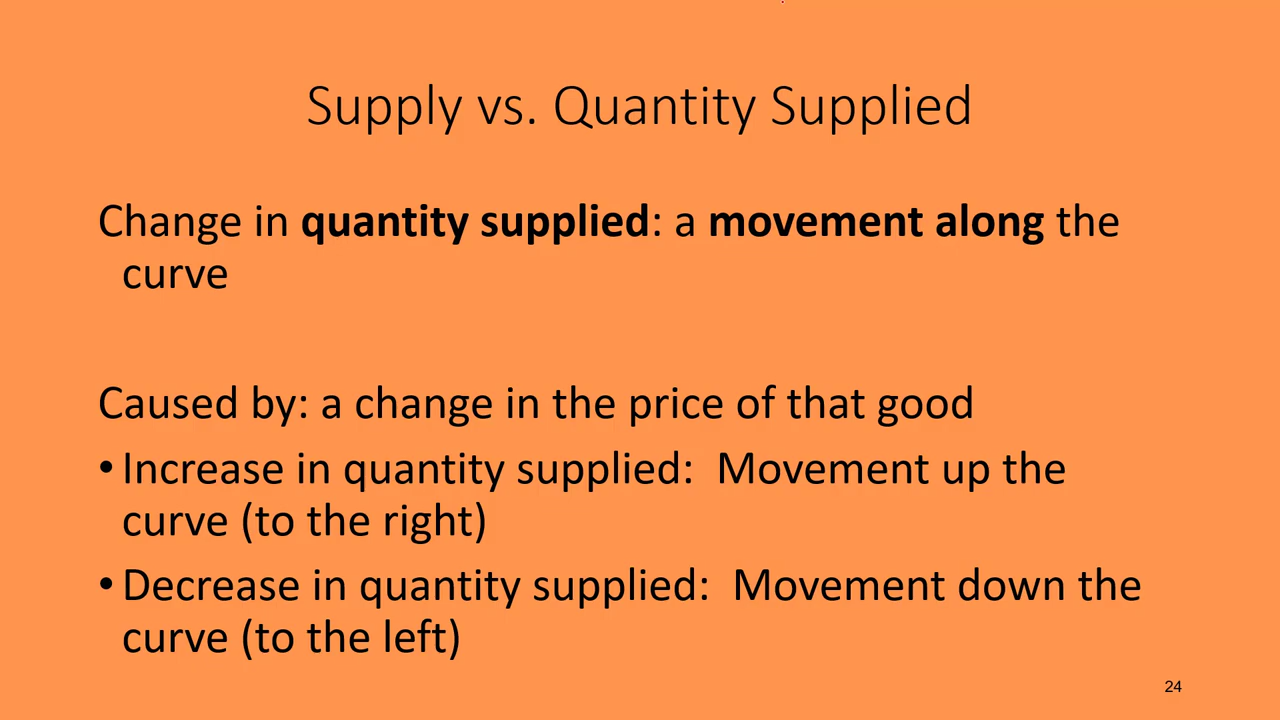 Supply vs. Quantity Supplied
Change in quantity supplied: a movement along the
curve
Caused by: a change in the price of that good
• Increase in quantity supplied:  Movement up the
curve (to the right)
• Decrease in quantity supplied:  Movement down the
curve (to the left)
24